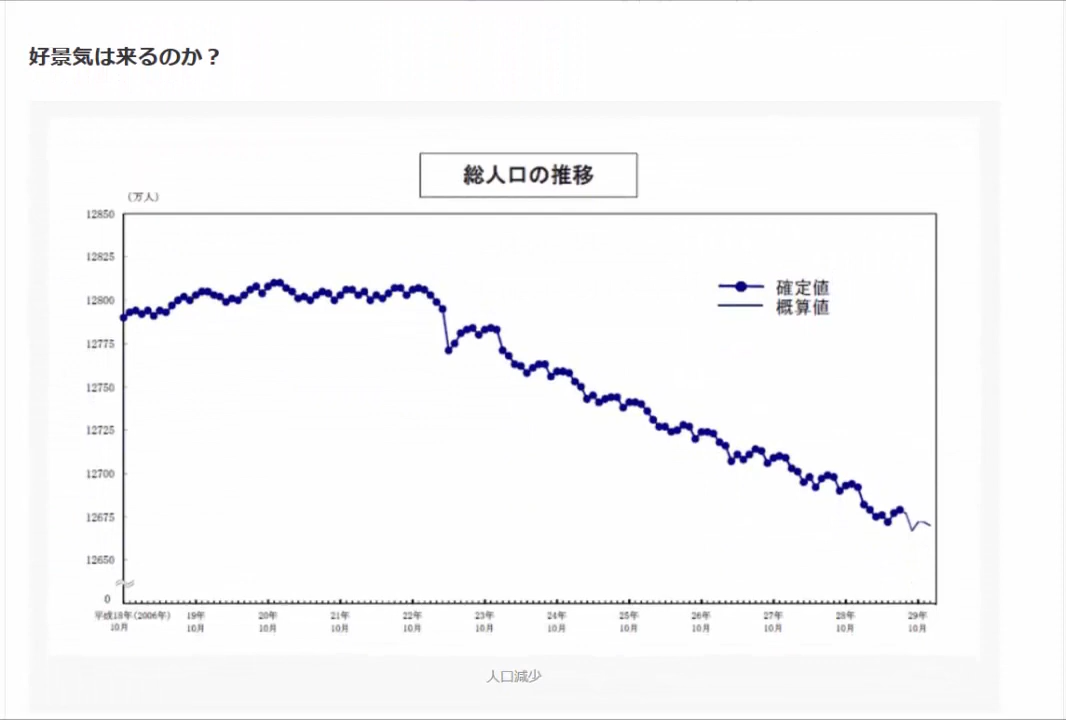 好景気は来るのか？
総人口の推移
（万人）
12850
12825
12800
12775
12750
12725
12700
12675
12650
0
確定値
概算値
平成18年(2006年) 19年 20年 21年 22年 23年 24年 25年 26年 27年 28年 29年
10月 10月 10月 10月 10月 10月 10月 10月 10月 10月 10月 10月
人口減少